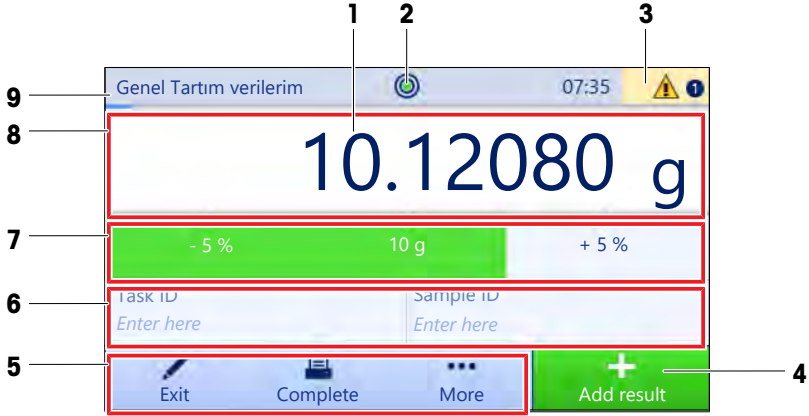 1 2 3
9 Genel Tartım verilerim 07:35 1
8 10.12080 g
7 - 5 % 10 g + 5 %
6 Task ID Sample ID
Enter here Enter here
5 Exit Complete More Add result 4